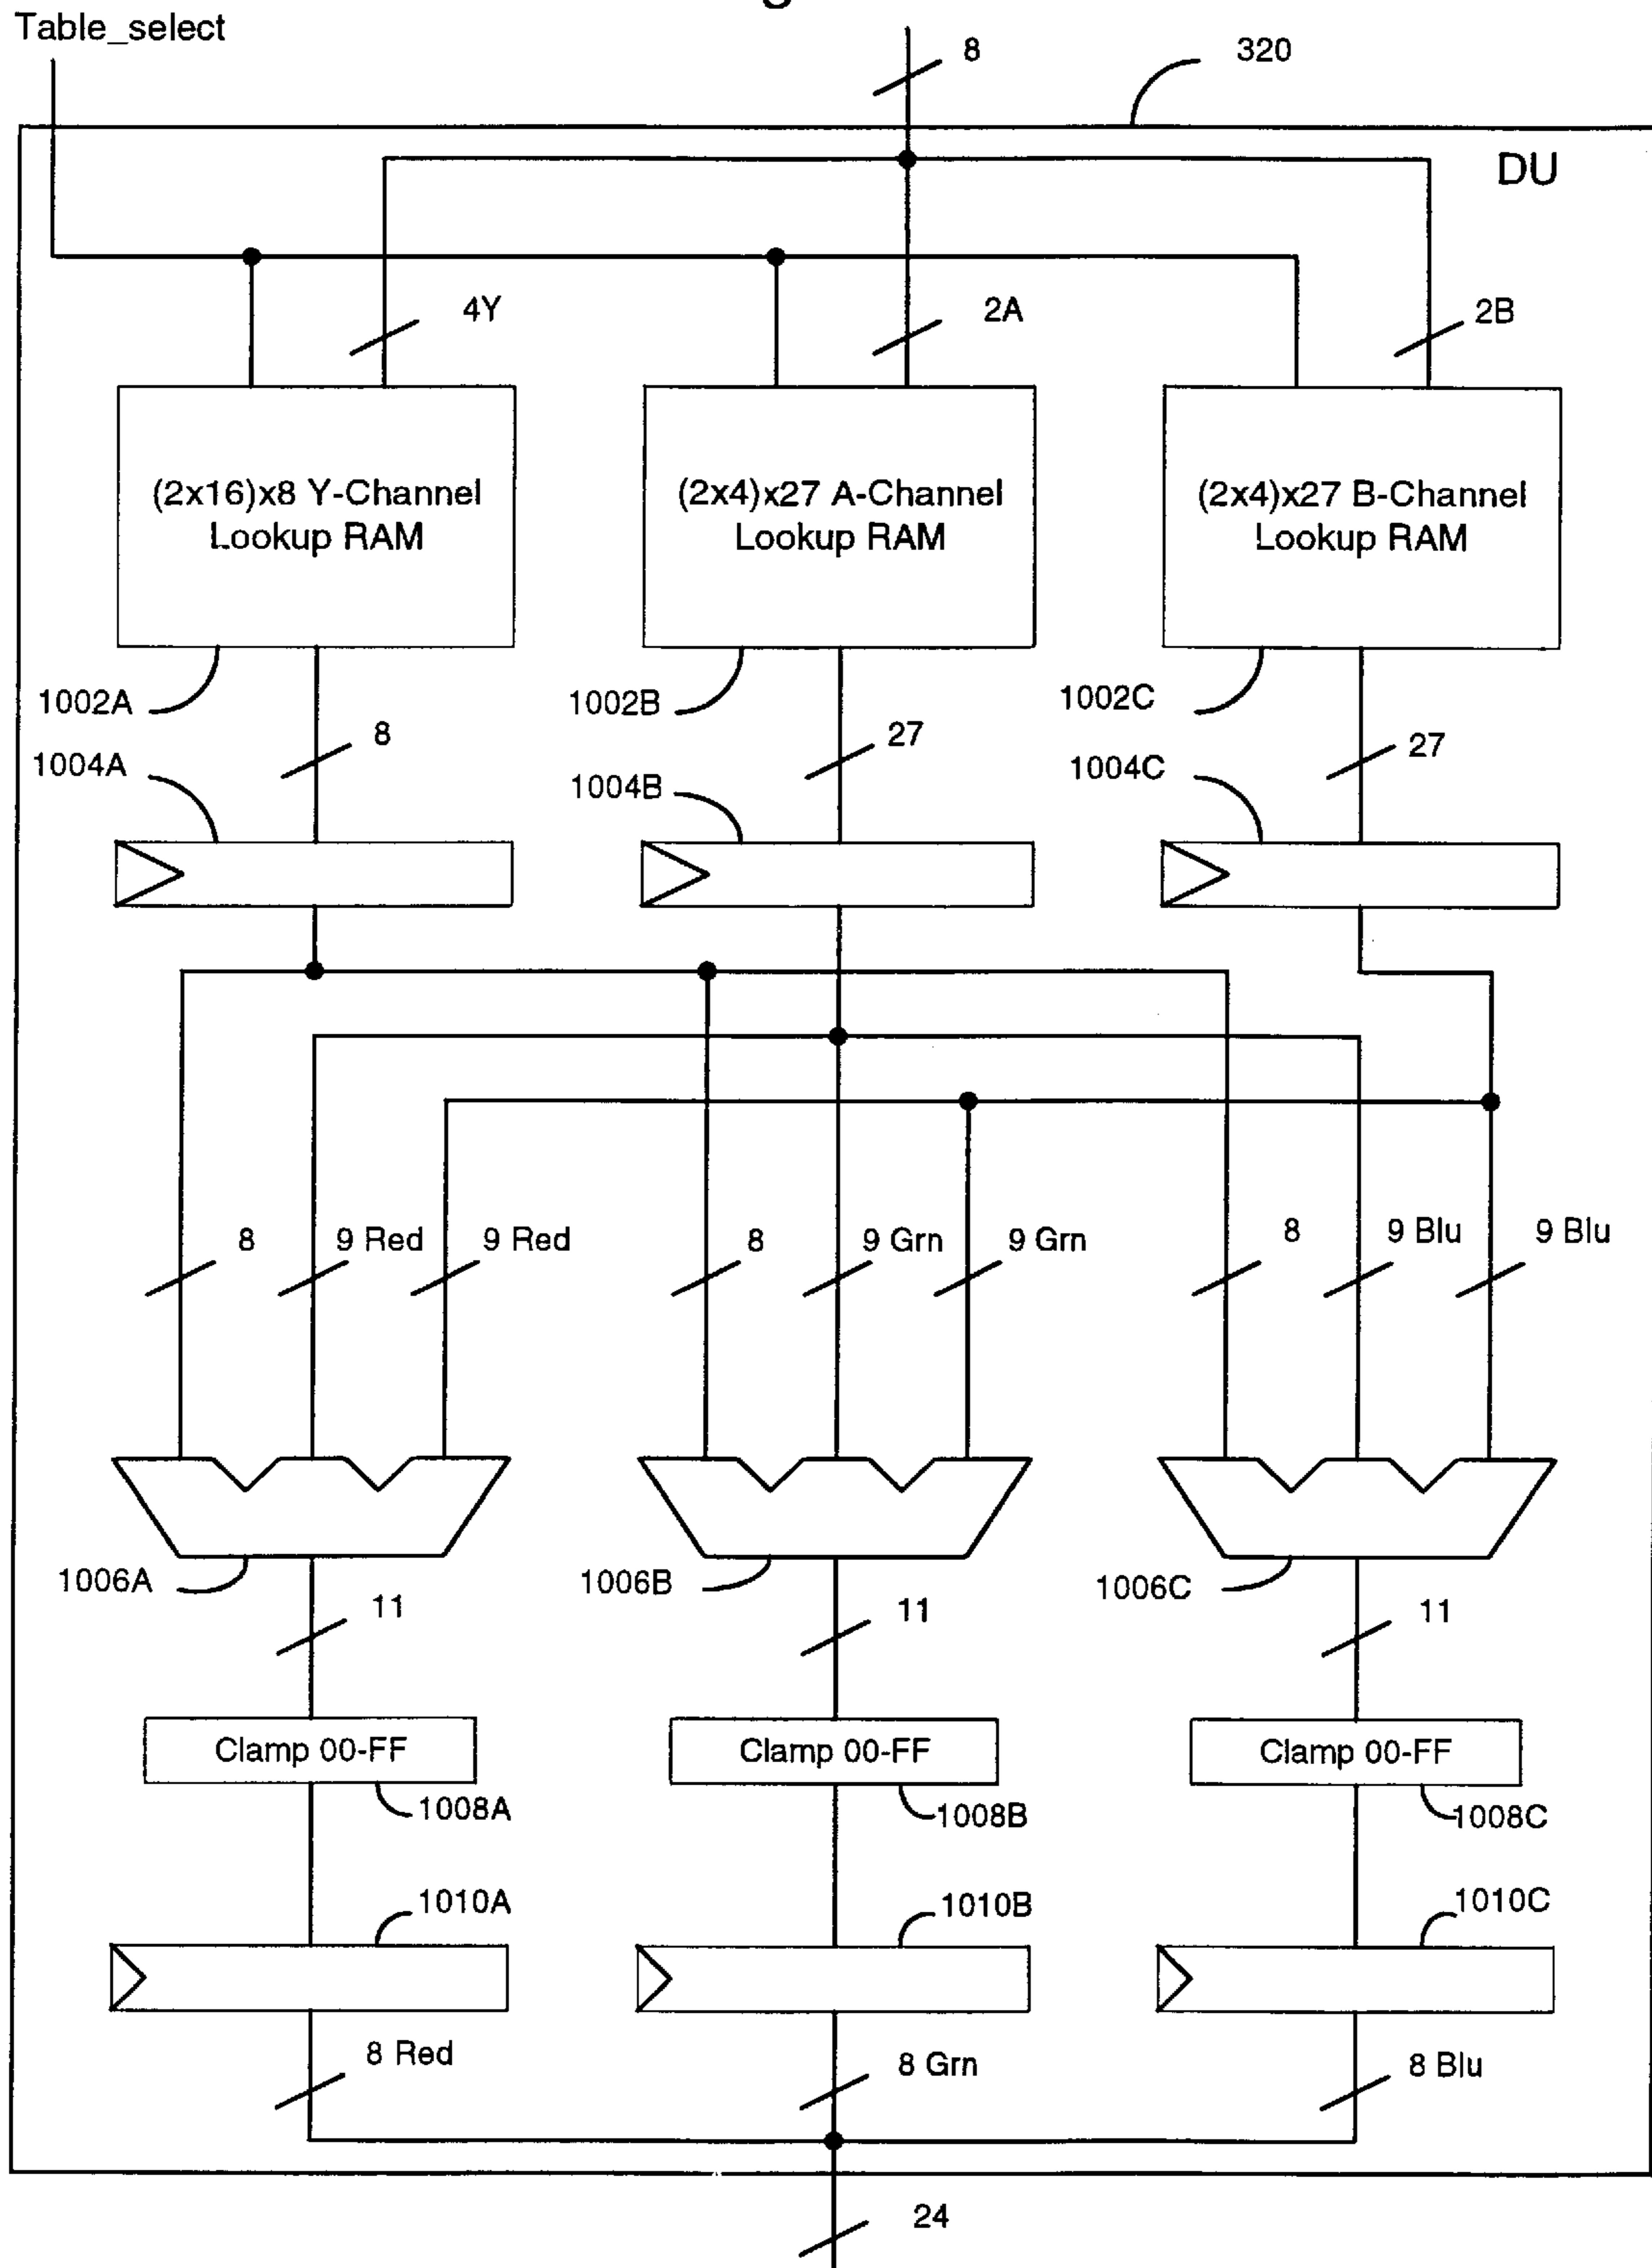 Table_select
8
320
DU
4Y
2A
2B
(2x16)x8 Y-Channel
Lookup RAM
(2x4)x27 A-Channel
Lookup RAM
(2x4)x27 B-Channel
Lookup RAM
1002A
1002B
1002C
8
27
27
1004A
1004B
1004C
8
9 Red
9 Red
8
9 Grn
9 Grn
8
9 Blu
9 Blu
1006A
1006B
1006C
11
11
11
Clamp 00-FF
Clamp 00-FF
Clamp 00-FF
1008A
1008B
1008C
1010A
1010B
1010C
8 Red
8 Grn
8 Blu
24